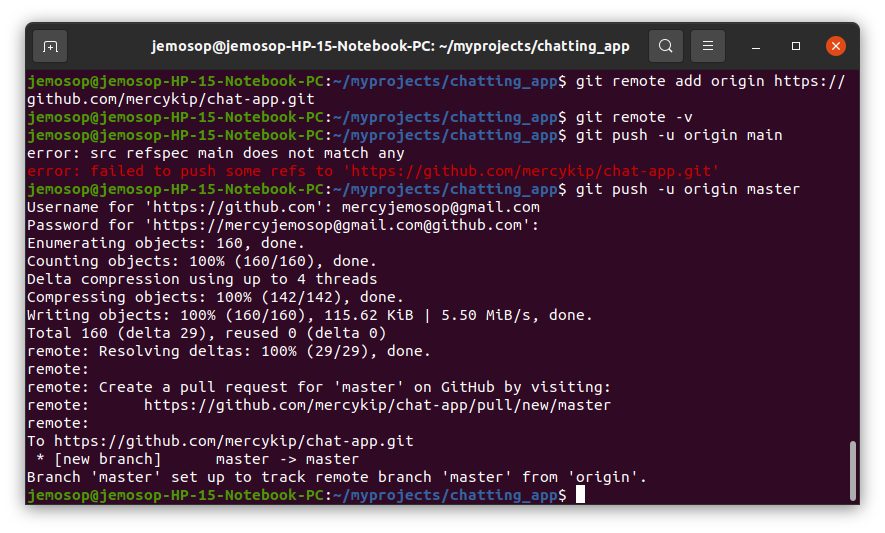 jemosop@jemosop-HP-15-Notebook-PC: ~/myprojects/chatting_app
jemosop@jemosop-HP-15-Notebook-PC:~/myprojects/chatting_app$ git remote add origin https://
github.com/mercykip/chat-app.git
jemosop@jemosop-HP-15-Notebook-PC:~/myprojects/chatting_app$ git remote -v
jemosop@jemosop-HP-15-Notebook-PC:~/myprojects/chatting_app$ git push -u origin main
error: src refspec main does not match any
error: failed to push some refs to 'https://github.com/mercykip/chat-app.git'
jemosop@jemosop-HP-15-Notebook-PC:~/myprojects/chatting_app$ git push -u origin master
Username for 'https://github.com': mercyjemosop@gmail.com
Password for 'https://mercyjemosop@gmail.com@github.com':
Enumerating objects: 160, done.
Counting objects: 100% (160/160), done.
Delta compression using up to 4 threads
Compressing objects: 100% (142/142), done.
Writing objects: 100% (160/160), 115.62 KiB | 5.50 MiB/s, done.
Total 160 (delta 29), reused 0 (delta 0)
remote: Resolving deltas: 100% (29/29), done.
remote:
remote: Create a pull request for 'master' on GitHub by visiting:
remote:      https://github.com/mercykip/chat-app/pull/new/master
remote:
To https://github.com/mercykip/chat-app.git
 * [new branch]      master -> master
Branch 'master' set up to track remote branch 'master' from 'origin'.
jemosop@jemosop-HP-15-Notebook-PC:~/myprojects/chatting_app$